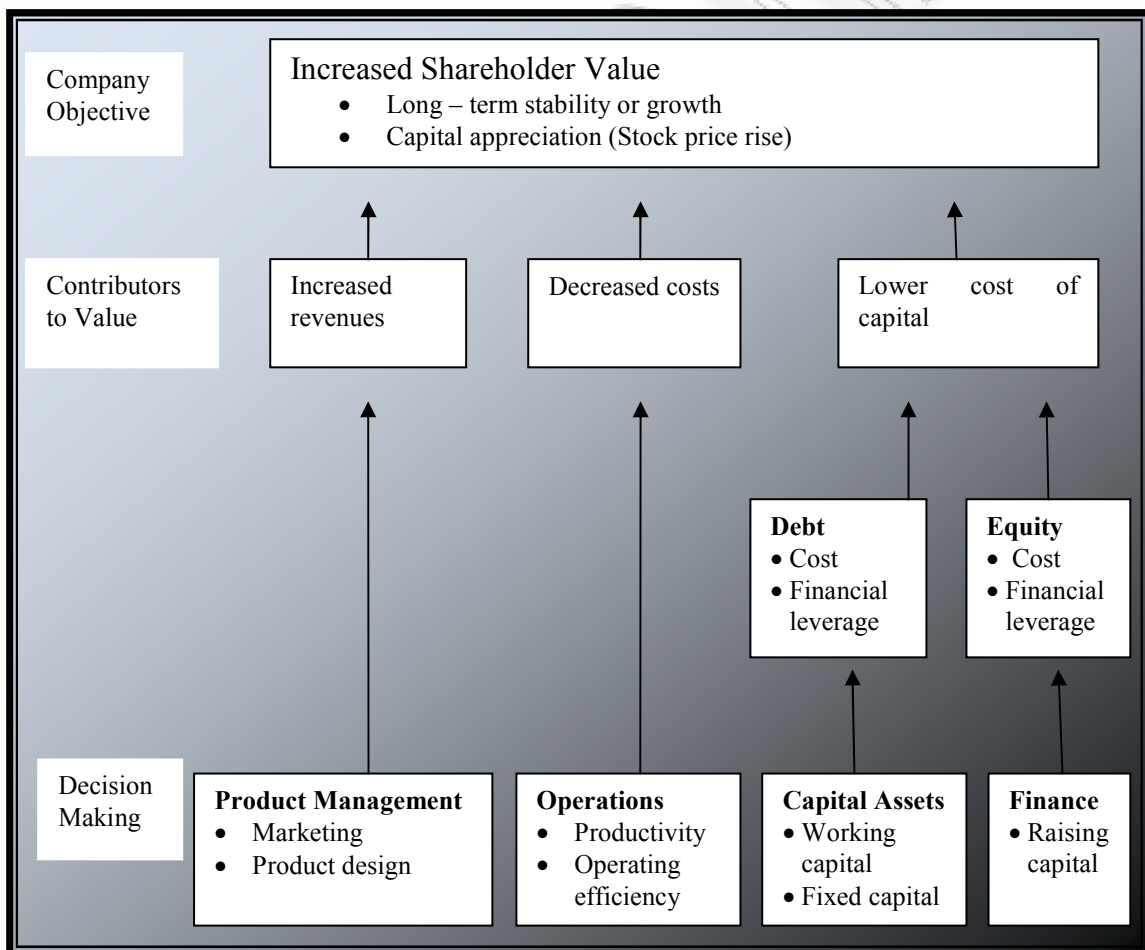 Company
Objective
Increased Shareholder Value
• Long – term stability or growth
• Capital appreciation (Stock price rise)
Contributors
to Value
Increased
revenues
Decreased costs
Lower cost of
capital
Debt
• Cost
• Financial
leverage
Equity
• Cost
• Financial
leverage
Decision
Making
Product Management
• Marketing
• Product design
Operations
• Productivity
• Operating
efficiency
Capital Assets
• Working
capital
• Fixed capital
Finance
• Raising
capital